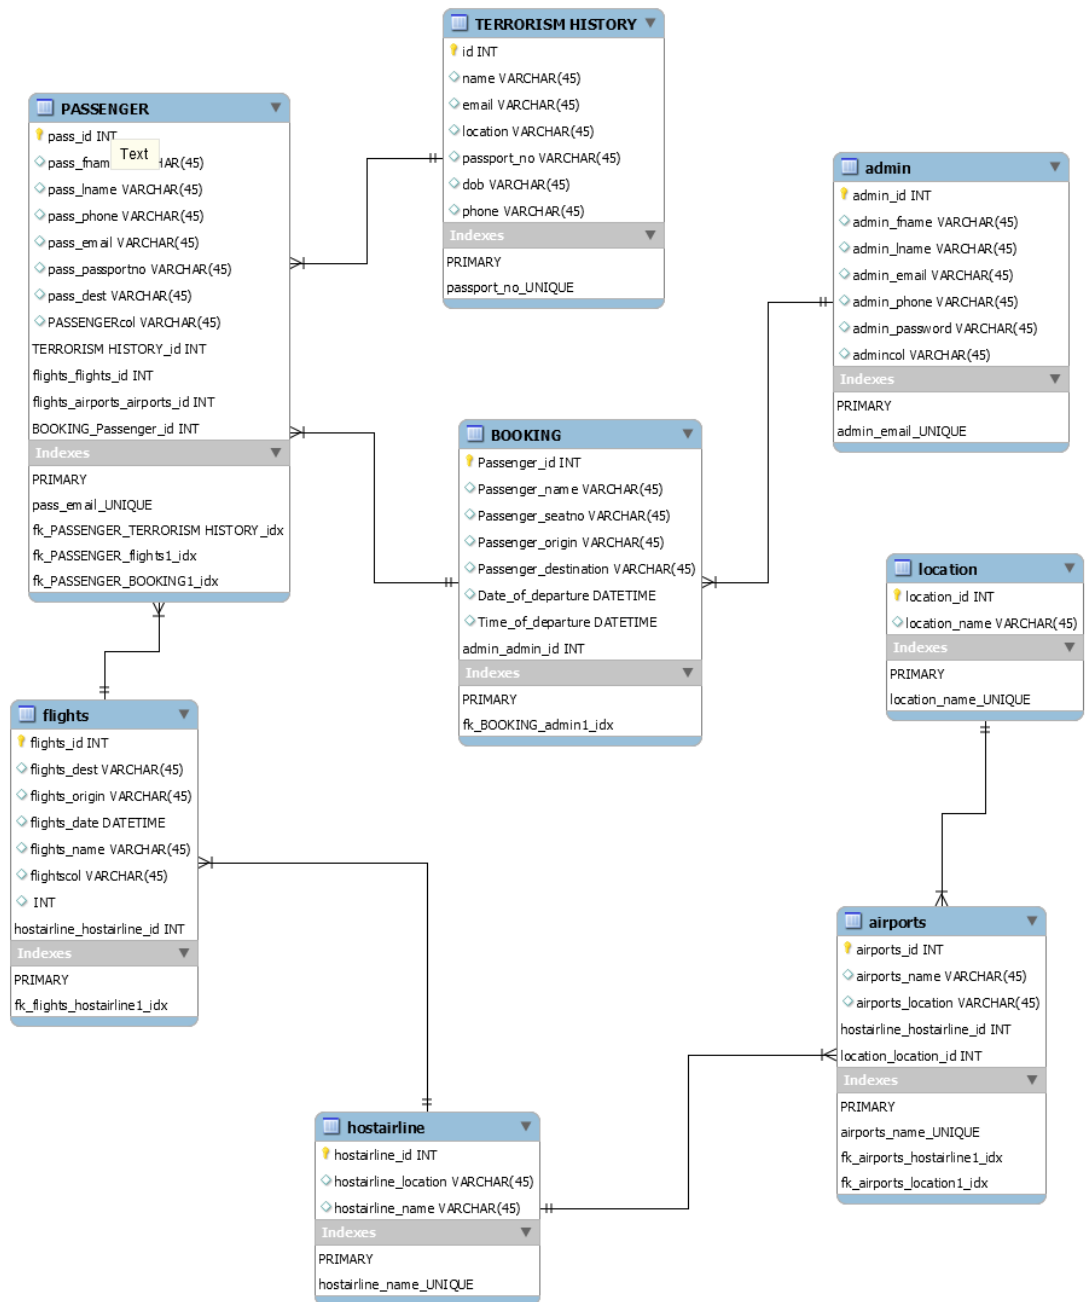 TERRORISM HISTORY
id INT
name VARCHAR(45)
email VARCHAR(45)
location VARCHAR(45)
passport_no VARCHAR(45)
dob VARCHAR(45)
phone VARCHAR(45)
Indexes
PRIMARY
passport_no_UNIQUE
PASSENGER
pass_id INT
Text
pass_fnam HAR(45)
pass_lname VARCHAR(45)
pass_phone VARCHAR(45)
pass_email VARCHAR(45)
pass_passportno VARCHAR(45)
pass_dest VARCHAR(45)
PASSENGERcol VARCHAR(45)
TERRORISM HISTORY_id INT
flights_flights_id INT
flights_airports_airports_id INT
BOOKING_Passenger_id INT
Indexes
PRIMARY
pass_email_UNIQUE
fk_PASSENGER_TERRORISM HISTORY_idx
fk_PASSENGER_flights1_idx
fk_PASSENGER_BOOKING1_idx
admin
admin_id INT
admin_fname VARCHAR(45)
admin_lname VARCHAR(45)
admin_email VARCHAR(45)
admin_phone VARCHAR(45)
admin_password VARCHAR(45)
admincol VARCHAR(45)
Indexes
PRIMARY
admin_email_UNIQUE
BOOKING
Passenger_id INT
Passenger_name VARCHAR(45)
Passenger_seatno VARCHAR(45)
Passenger_origin VARCHAR(45)
Passenger_destination VARCHAR(45)
Date_of_departure DATETIME
Time_of_departure DATETIME
admin_admin_id INT
Indexes
PRIMARY
fk_BOOKING_admin1_idx
location
location_id INT
location_name VARCHAR(45)
Indexes
PRIMARY
location_name_UNIQUE
flights
flights_id INT
flights_dest VARCHAR(45)
flights_origin VARCHAR(45)
flights_date DATETIME
flights_name VARCHAR(45)
flightscol VARCHAR(45)
INT
hostairline_hostairline_id INT
Indexes
PRIMARY
fk_flights_hostairline1_idx
airports
airports_id INT
airports_name VARCHAR(45)
airports_location VARCHAR(45)
hostairline_hostairline_id INT
location_location_id INT
Indexes
PRIMARY
airports_name_UNIQUE
fk_airports_hostairline1_idx
fk_airports_location1_idx
hostairline
hostairline_id INT
hostairline_location VARCHAR(45)
hostairline_name VARCHAR(45)
Indexes
PRIMARY
hostairline_name_UNIQUE